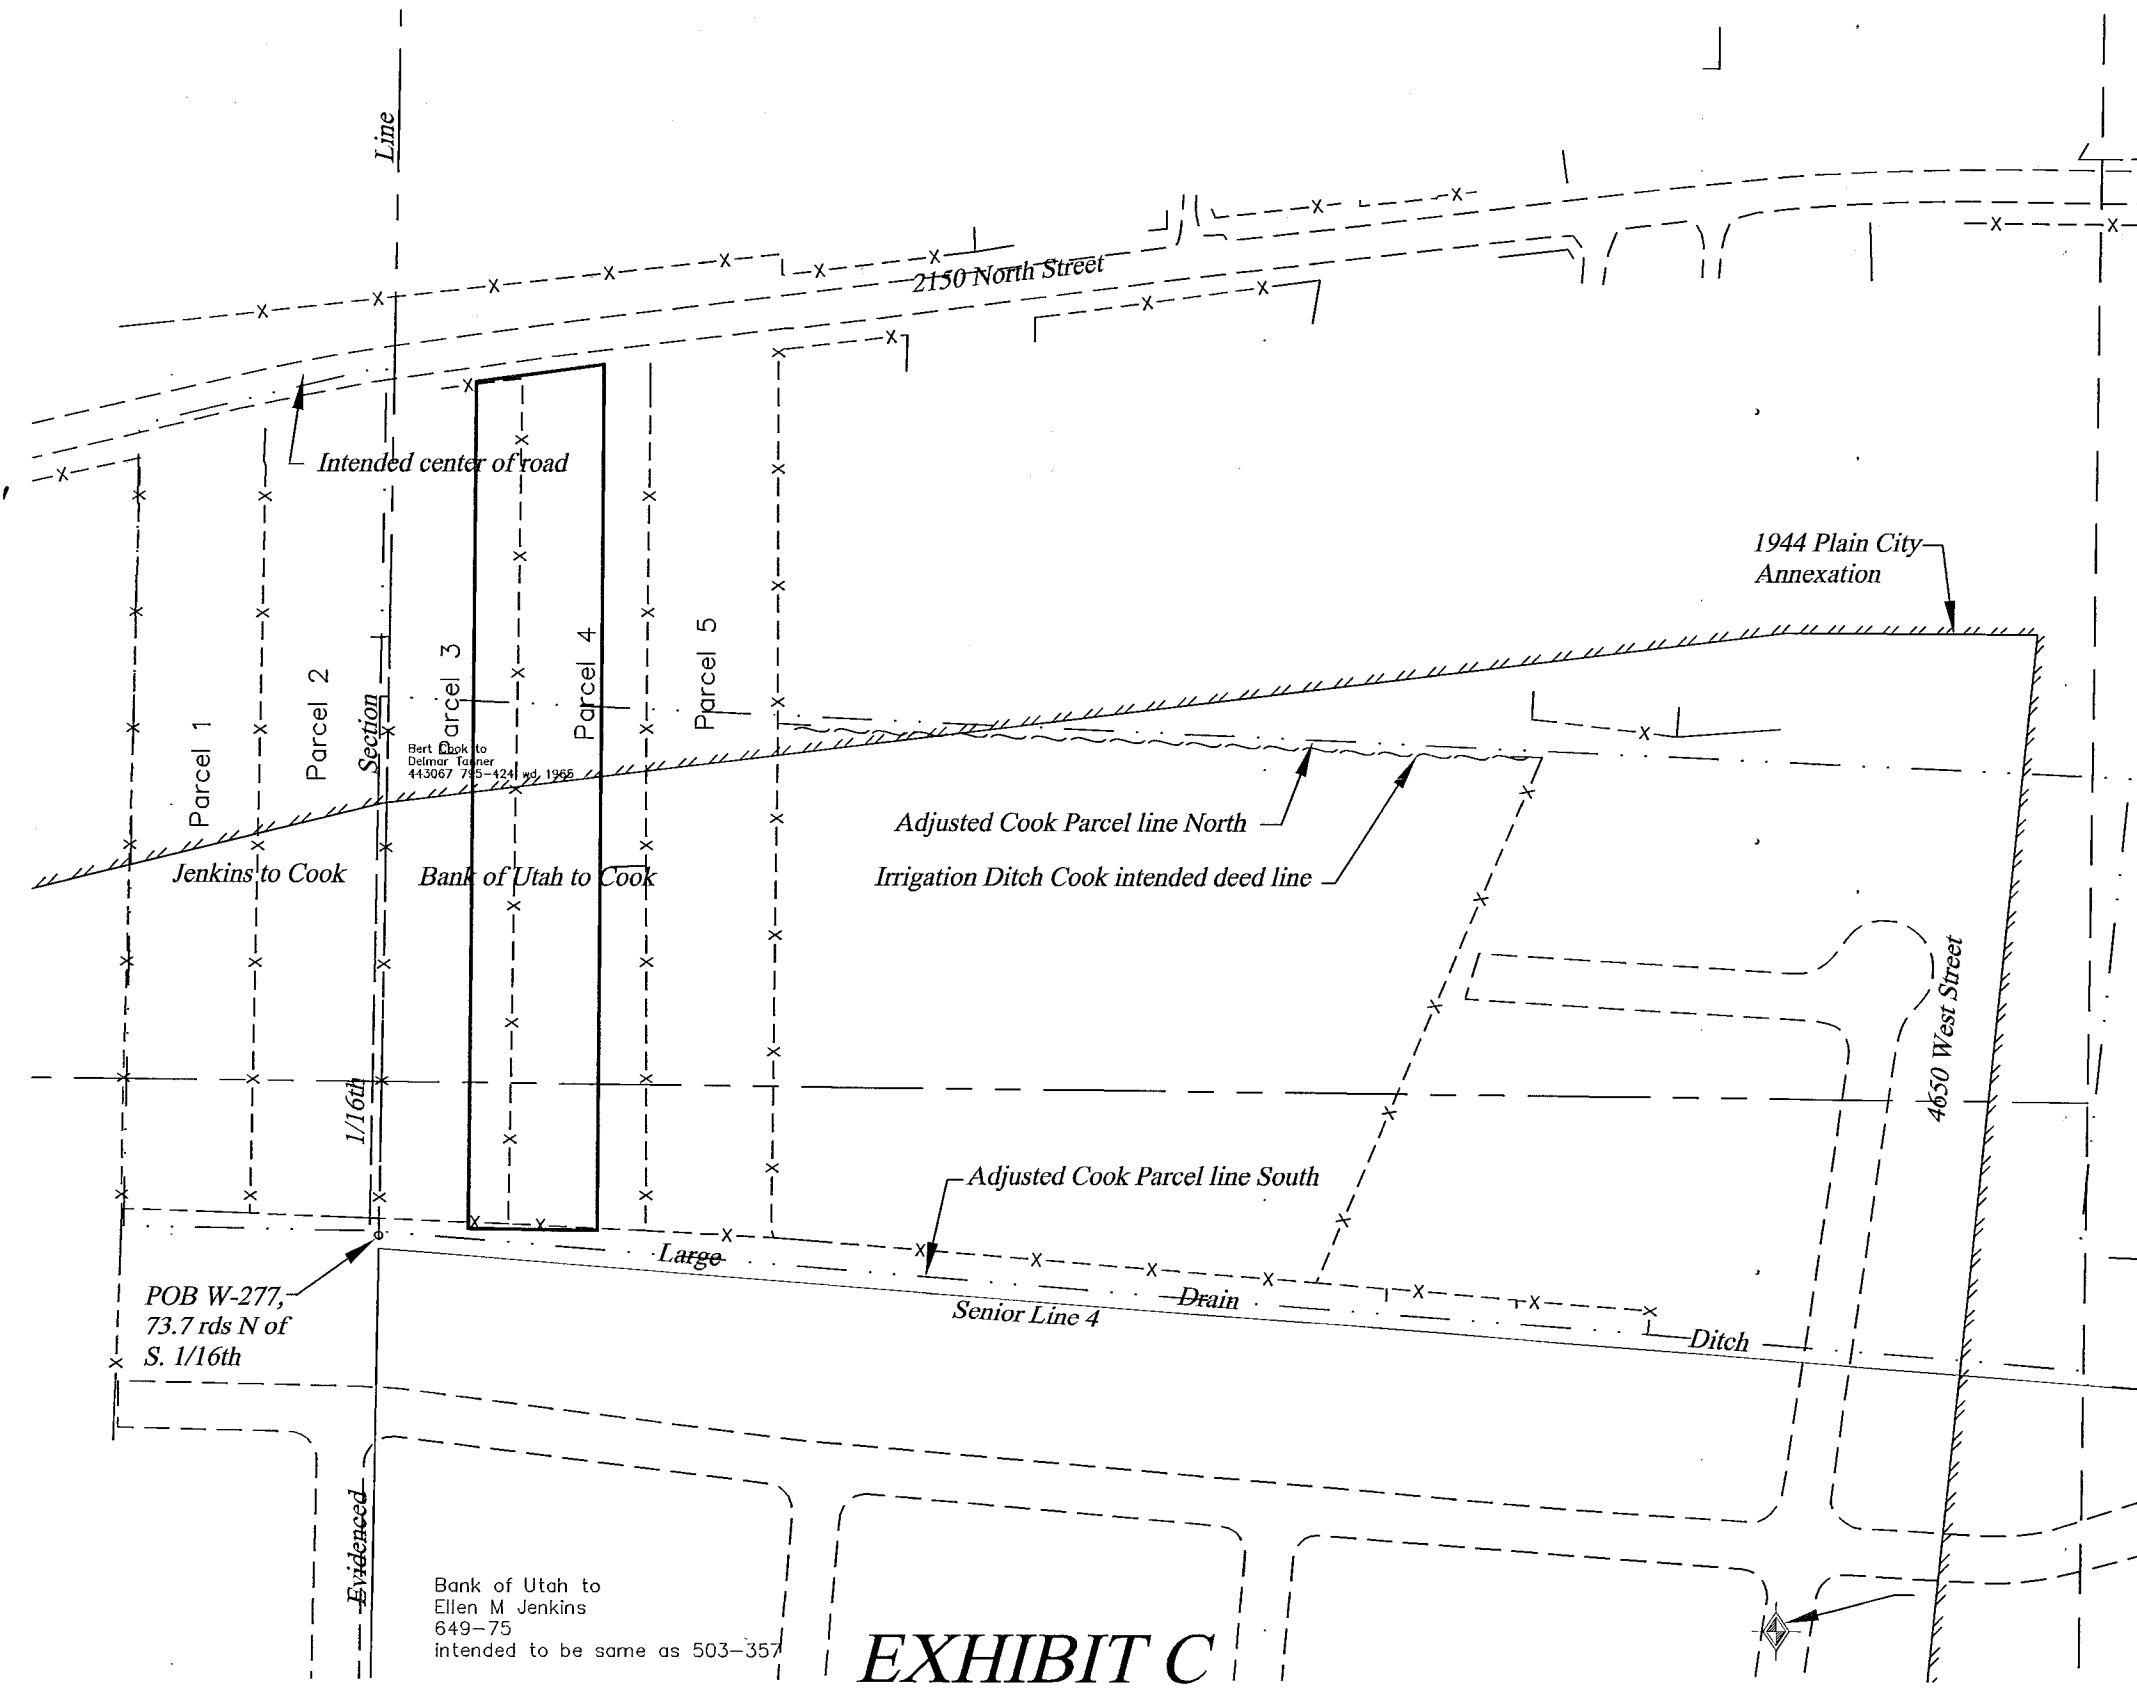 Line
2150 North Street
Intended center of road
1944 Plain City
Annexation
Parcel 1
Parcel 2
Section
Parcel 3
Parcel 4
Parcel 5
Bert Cook to
Delmar Tanner
443067 795-424 wd 1965
Adjusted Cook Parcel line North
Jenkins to Cook
Bank of Utah to Cook
Irrigation Ditch Cook intended deed line
4650 West Street
1/16th
Adjusted Cook Parcel line South
Large
Drain
Ditch
Senior Line 4
POB W-277,
73.7 rds N of
S. 1/16th
Evidenced
Bank of Utah to
Ellen M Jenkins
649-75
intended to be same as 503-357
EXHIBIT C